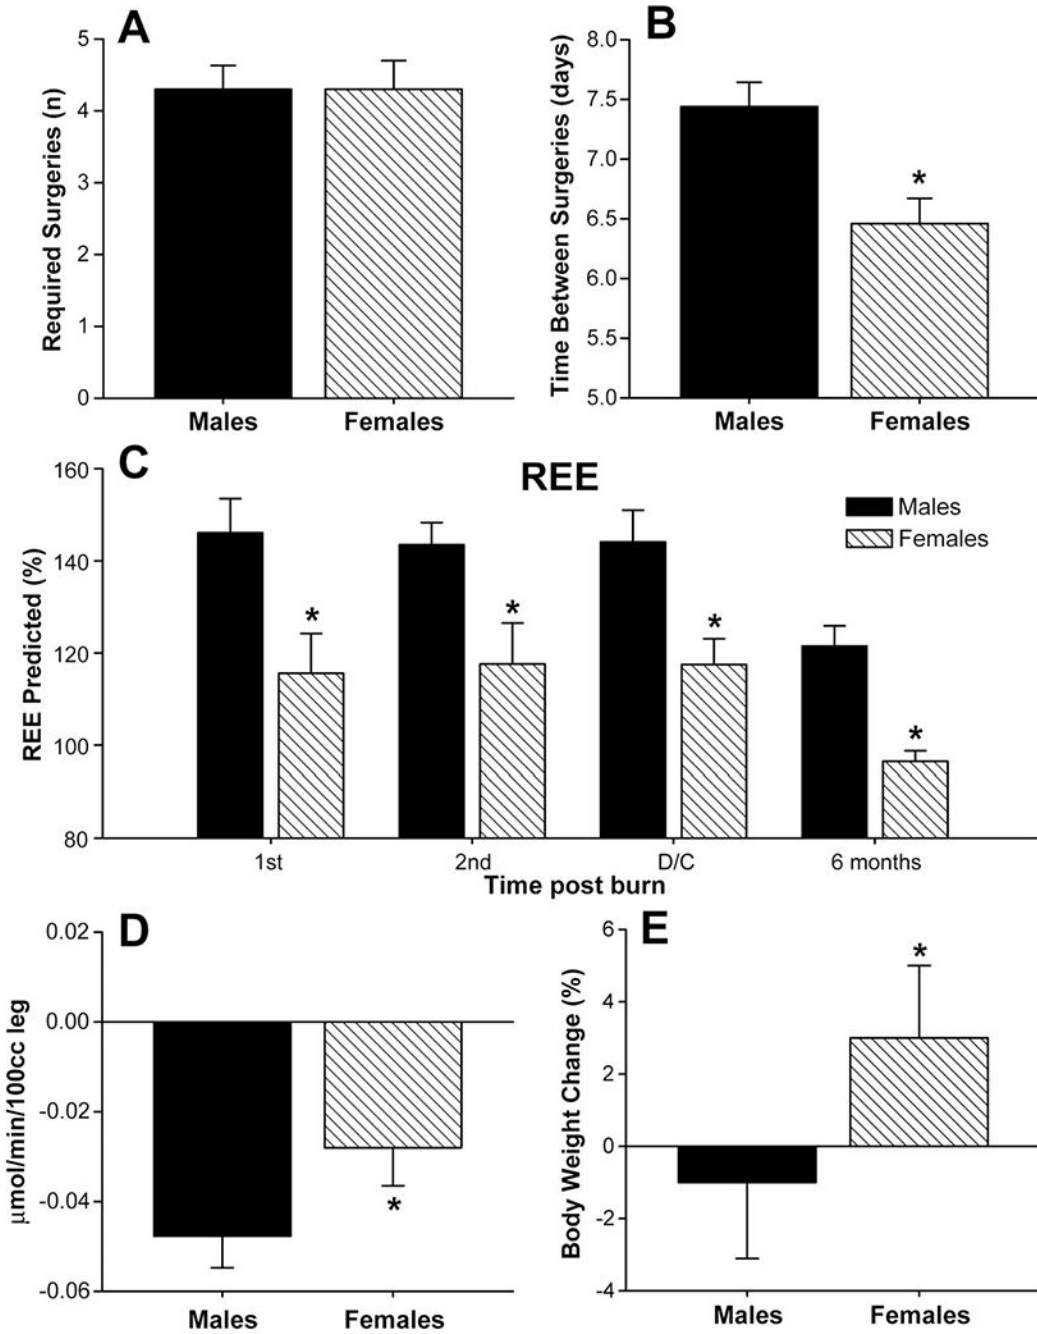 A
Required Surgeries (n)
5
4
3
2
1
0
Males Females
B
Time Between Surgeries (days)
8.0
7.5
7.0
6.5
6.0
5.5
5.0
*
Males Females
C
REE
REE Predicted (%)
160
140
120
100
80
Males
Females
* * * *
1st 2nd D/C 6 months
Time post burn
D
μmol/min/100cc leg
0.02
0.00
-0.02
-0.04
-0.06
*
Males Females
E
Body Weight Change (%)
6
4
2
0
-2
-4
*
Males Females